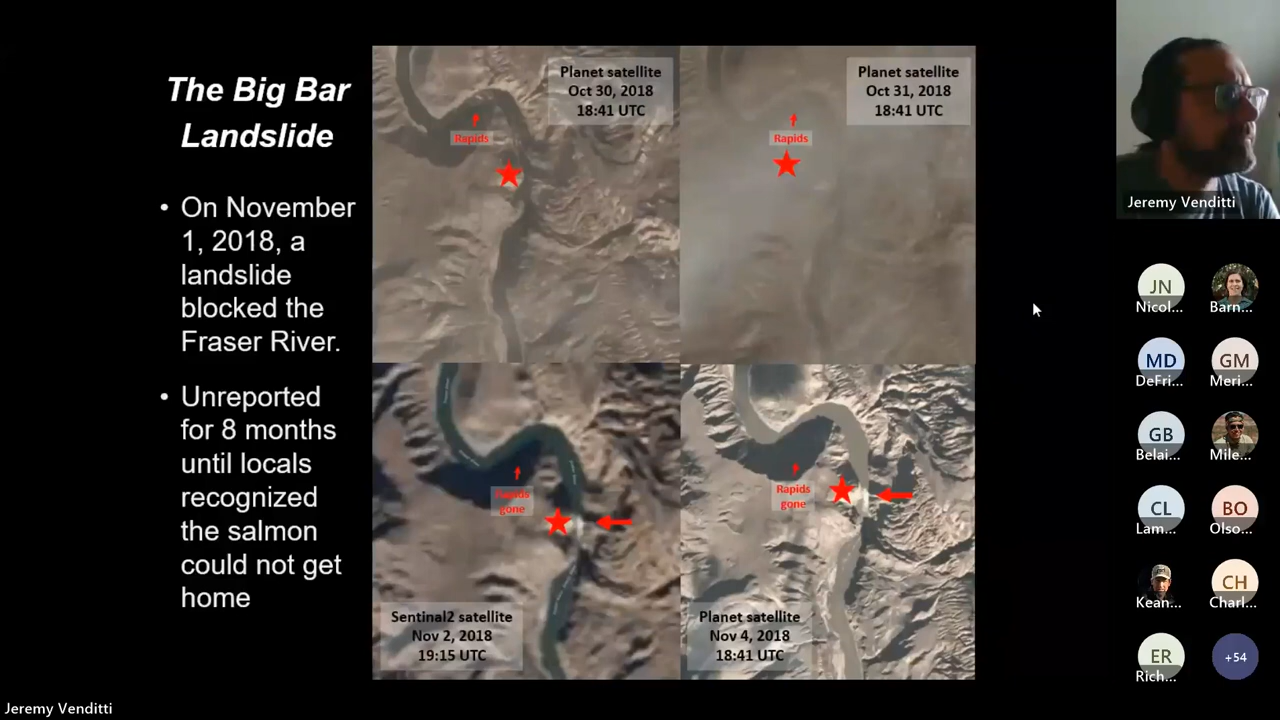 The Big Bar
Landslide
• On November
1, 2018, a
landslide
blocked the
Fraser River.
• Unreported
for 8 months
until locals
recognized
the salmon
could not get
home
Planet satellite
Oct 30, 2018
18:41 UTC
Rapids
Planet satellite
Oct 31, 2018
18:41 UTC
Rapids
Rapids
gone
Sentinal2 satellite
Nov 2, 2018
19:15 UTC
Rapids
gone
Planet satellite
Nov 4, 2018
18:41 UTC
Jeremy Venditti
JN
Nicol...
Barn...
MD
DeFri...
GM
Meri...
GB
Belai...
Mile...
CL
Lam...
BO
Olso...
Kean...
CH
Charl...
ER
Rich...
+54
Jeremy Venditti